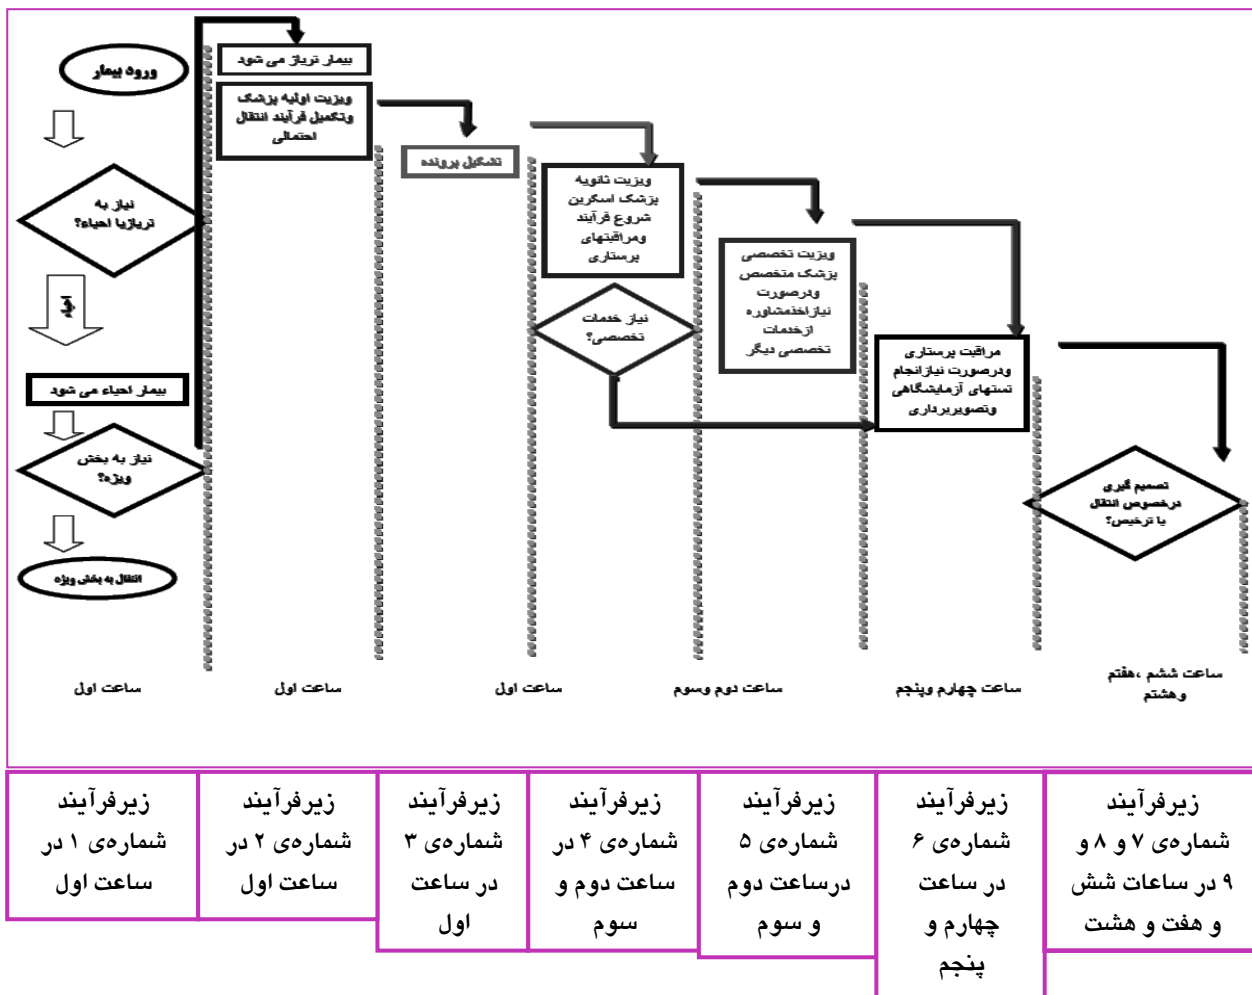 ورود بیمار
نیاز به
تریاژیا احیاء؟
احیاء
بیمار احیاء می شود
نیاز به بخش
ویژه؟
انتقال به بخش ویژه
بیمار تریاژ می شود
ویزیت اولیه پزشک
وتکمیل فرآیند انتقال
احتمالی
تشکیل پرونده
ویزیت ثانویه
پزشک اسکرین
شروع فرآیند
ومراقبتهای
پرستاری
نیاز خدمات
تخصصی؟
ویزیت تخصصی
پزشک متخصص
ودرصورت
نیازاخذمشاوره
ازخدمات
تخصصی دیگر
مراقبت پرستاری
ودرصورت نیازانجام
تستهای آزمایشگاهی
وتصویربرداری
تصمیم گیری
درخصوص انتقال
یا ترخیص؟
ساعت اول
ساعت اول
ساعت اول
ساعت دوم وسوم
ساعت چهارم وپنجم
ساعت ششم ،هفتم
وهشتم
زیرفرآیند
شماره‌ی ۱ در
ساعت اول
زیرفرآیند
شماره‌ی ۲ در
ساعت اول
زیرفرآیند
شماره‌ی ۳
در ساعت
اول
زیرفرآیند
شماره‌ی ۴ در
ساعت دوم و
سوم
زیرفرآیند
شماره‌ی ۵
درساعت دوم
و سوم
زیرفرآیند
شماره‌ی ۶
در ساعت
چهارم و
پنجم
زیرفرآیند
شماره‌ی ۷ و ۸ و
۹ در ساعات شش
و هفت و هشت